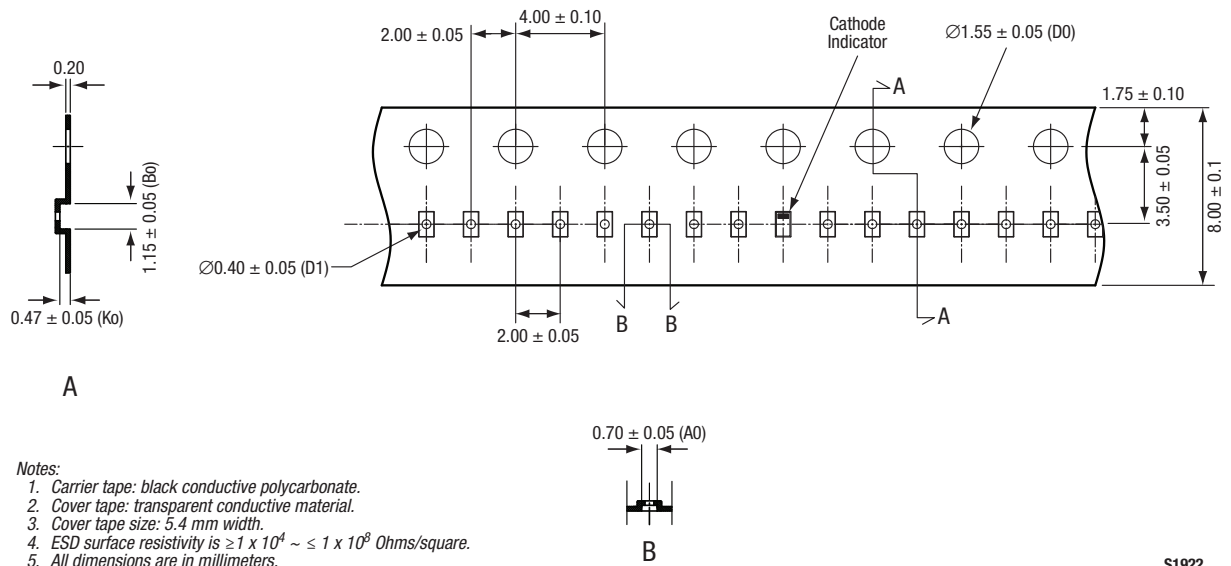 4.00 ± 0.10
2.00 ± 0.05
Cathode
Indicator
Ø1.55 ± 0.05 (D0)
0.20
A
1.75 ± 0.10
1.15 ± 0.05 (Bo)
3.50 ± 0.05
8.00 ± 0.1
Ø0.40 ± 0.05 (D1)
0.47 ± 0.05 (Ko)
B B
A
2.00 ± 0.05
A
0.70 ± 0.05 (A0)
B
Notes:
1. Carrier tape: black conductive polycarbonate.
2. Cover tape: transparent conductive material.
3. Cover tape size: 5.4 mm width.
4. ESD surface resistivity is ≥1 x 10⁴ ~ ≤ 1 x 10⁸ Ohms/square.
5. All dimensions are in millimeters.
S1922